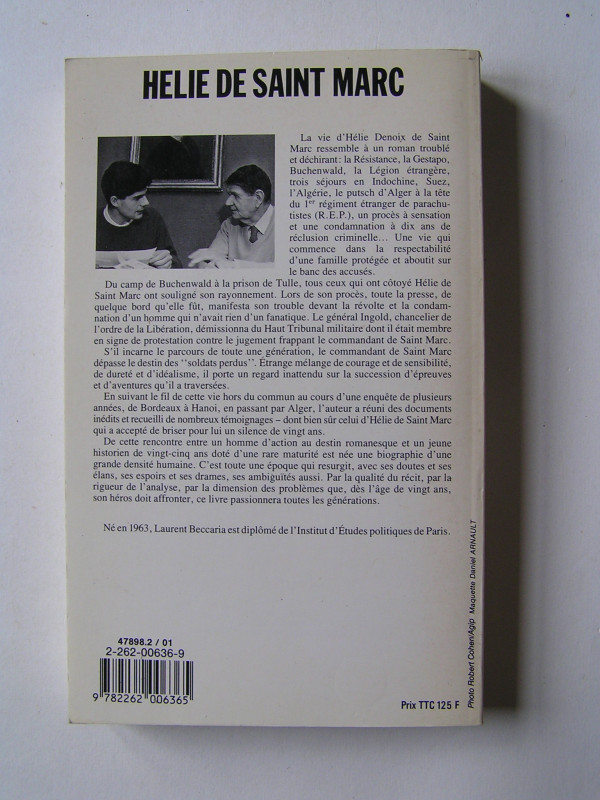 HELIE DE SAINT MARC
La vie d'Hélie Denoix de Saint
Marc ressemble à un roman troublé
et déchirant : la Résistance, la Gestapo,
Buchenwald, la Légion étrangère,
trois séjours en Indochine, Suez,
l'Algérie, le putsch d'Alger à la tête
du 1er régiment étranger de parachu-
tistes (R.E.P.), un procès à sensation
et une condamnation à dix ans de
réclusion criminelle... Une vie qui
commence dans la respectabilité
d'une famille protégée et aboutit sur
le banc des accusés.
Du camp de Buchenwald à la prison de Tulle, tous ceux qui ont côtoyé Hélie de
Saint Marc ont souligné son rayonnement. Lors de son procès, toute la presse, de
quelque bord qu'elle fût, manifesta son trouble devant la révolte et la condam-
nation d'un homme qui n'avait rien d'un fanatique. Le général Ingold, chancelier de
l'ordre de la Libération, démissionna du Haut Tribunal militaire dont il était membre
en signe de protestation contre le jugement frappant le commandant de Saint Marc.
S'il incarne le parcours de toute une génération, le commandant de Saint Marc
dépasse le destin des ''soldats perdus''. Étrange mélange de courage et de sensibilité,
de dureté et d'idéalisme, il porte un regard inattendu sur la succession d'épreuves
et d'aventures qu'il a traversées.
En suivant le fil de cette vie hors du commun au cours d'une enquête de plusieurs
années, de Bordeaux à Hanoi, en passant par Alger, l'auteur a réuni des documents
inédits et recueilli de nombreux témoignages – dont bien sûr celui d'Hélie de Saint Marc
qui a accepté de briser pour lui un silence de vingt ans.
De cette rencontre entre un homme d'action au destin romanesque et un jeune
historien de vingt-cinq ans doté d'une rare maturité est née une biographie d'une
grande densité humaine. C'est toute une époque qui resurgit, avec ses doutes et ses
élans, ses espoirs et ses drames, ses ambiguïtés aussi. Par la qualité du récit, par la
rigueur de l'analyse, par la dimension des problèmes que, dès l'âge de vingt ans,
son héros doit affronter, ce livre passionnera toutes les générations.
Né en 1963, Laurent Beccaria est diplômé de l'Institut d'Études politiques de Paris.
47898.2 / 01
2-262-00636-9
9 782262 006365
Prix TTC 125 F
Photo Robert Cohen/Agip Maquette Daniel ARNAULT